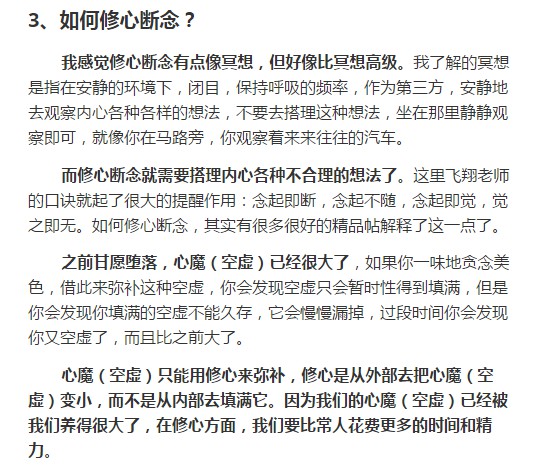 3、如何修心断念？
我感觉修心断念有点像冥想，但好像比冥想高级。我了解的冥想
是指在安静的环境下，闭目，保持呼吸的频率，作为第三方，安静地
去观察内心各种各样的想法，不要去搭理这种想法，坐在那里静静观
察即可，就像你在马路旁，你观察着来来往往的汽车。
而修心断念就需要搭理内心各种不合理的想法了。这里飞翔老师
的口诀就起了很大的提醒作用：念起即断，念起不随，念起即觉，觉
之即无。如何修心断念，其实有很多很好的精品帖解释了这一点了。
之前甘愿堕落，心魔（空虚）已经很大了，如果你一味地贪念美
色，借此来弥补这种空虚，你会发现空虚只会暂时性得到填满，但是
你会发现你填满的空虚不能久存，它会慢慢漏掉，过段时间你会发现
你又空虚了，而且比之前大了。
心魔（空虚）只能用修心来弥补，修心是从外部去把心魔（空
虚）变小，而不是从内部去填满它。因为我们的心魔（空虚）已经被
我们养得很大了，在修心方面，我们要比常人花费更多的时间和精
力。